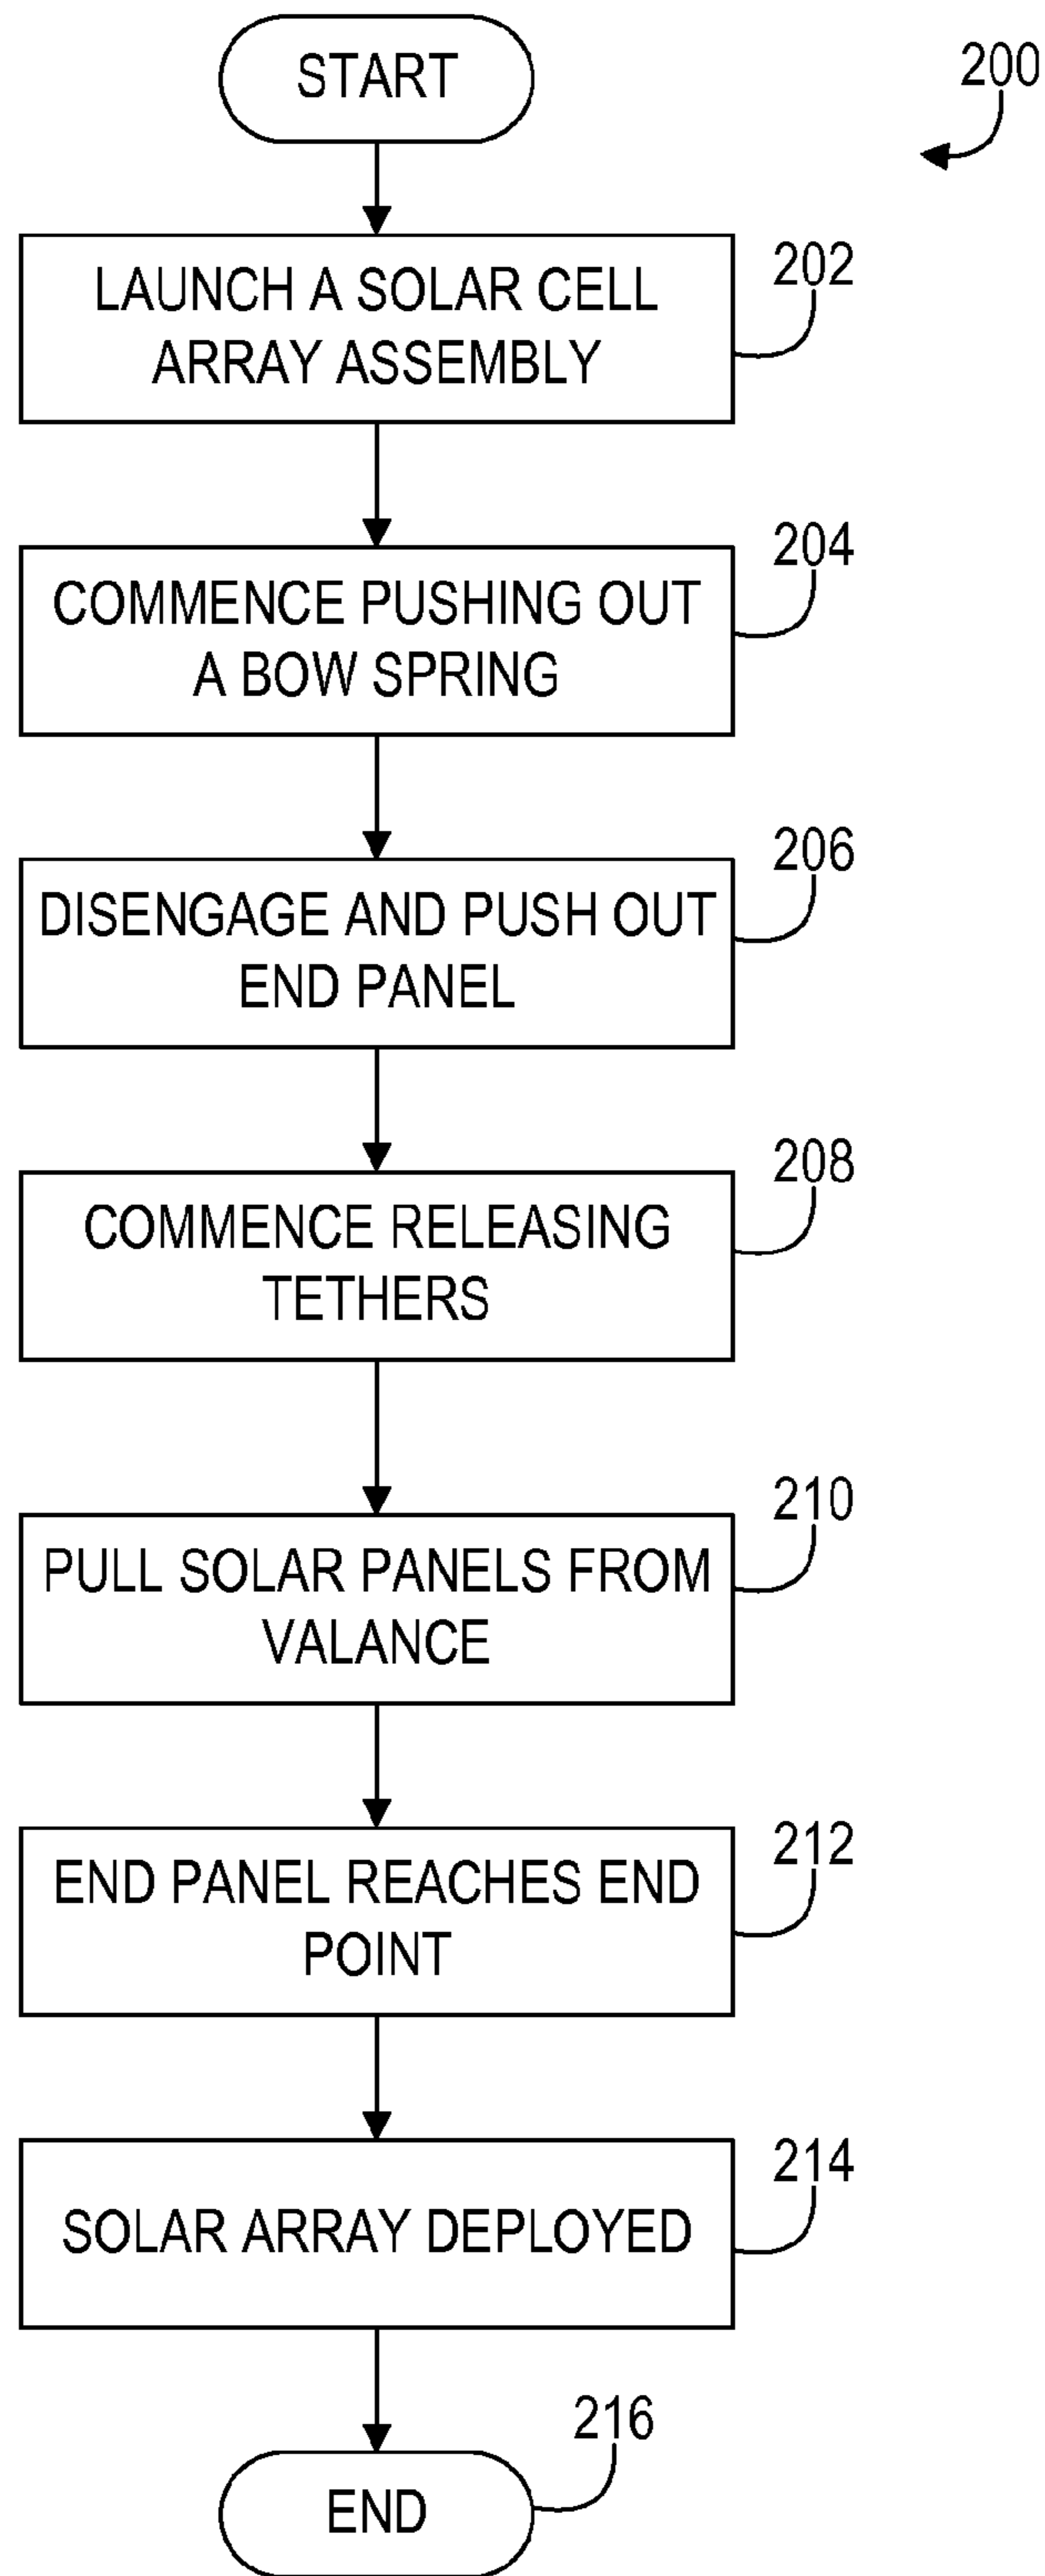 START
200
LAUNCH A SOLAR CELL
ARRAY ASSEMBLY
202
COMMENCE PUSHING OUT
A BOW SPRING
204
DISENGAGE AND PUSH OUT
END PANEL
206
COMMENCE RELEASING
TETHERS
208
PULL SOLAR PANELS FROM
VALANCE
210
END PANEL REACHES END
POINT
212
SOLAR ARRAY DEPLOYED
214
END
216